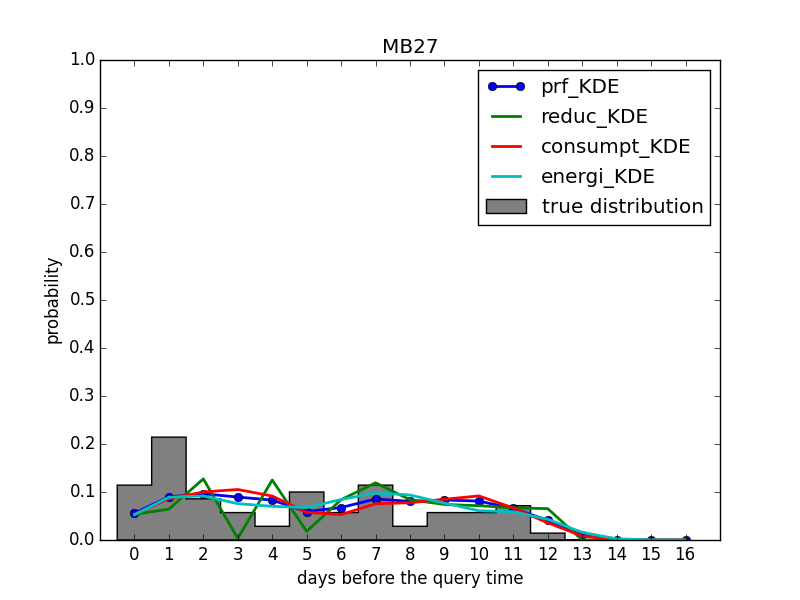 MB27
1.0
0.9
0.8
0.7
0.6
0.5
0.4
0.3
0.2
0.1
0.0
probability
prf_KDE
reduc_KDE
consumpt_KDE
energi_KDE
true distribution
0 1 2 3 4 5 6 7 8 9 10 11 12 13 14 15 16
days before the query time